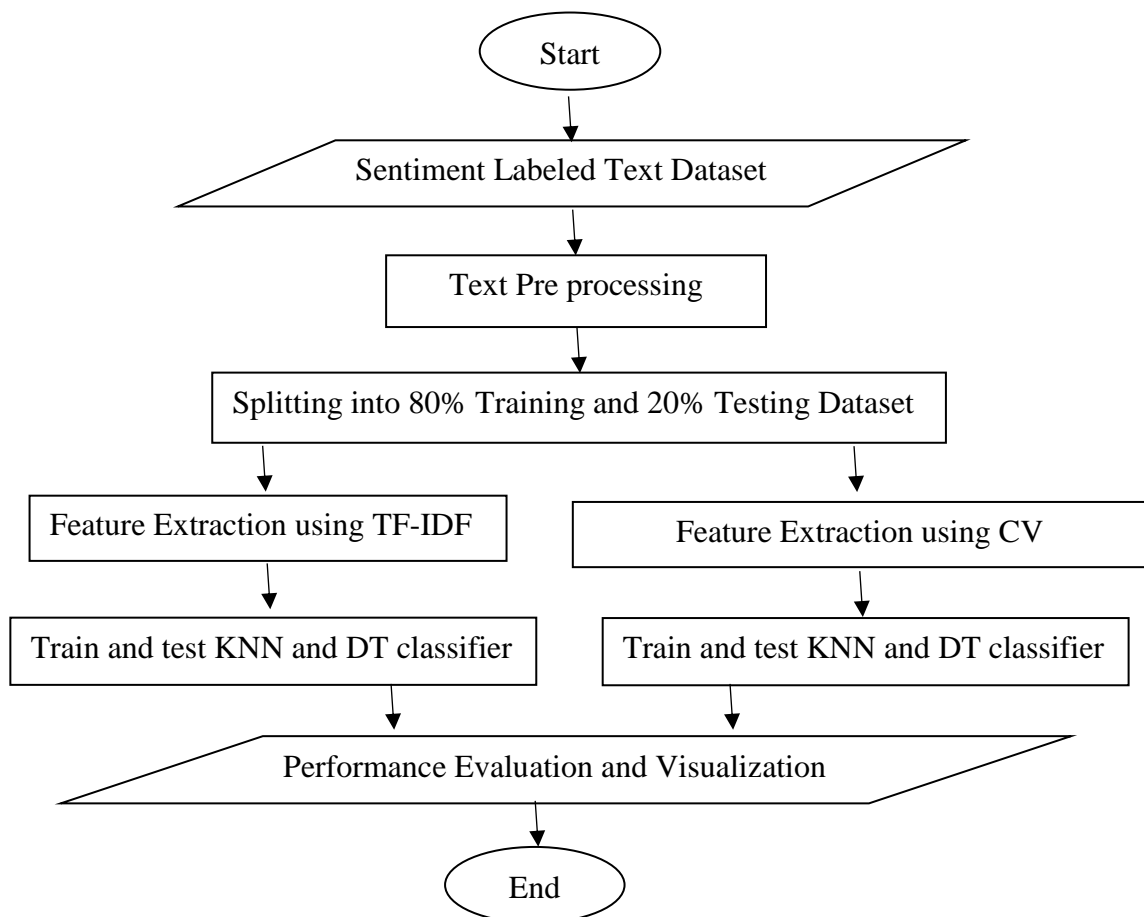 Start
Sentiment Labeled Text Dataset
Text Pre processing
Splitting into 80% Training and 20% Testing Dataset
Feature Extraction using TF-IDF
Feature Extraction using CV
Train and test KNN and DT classifier
Train and test KNN and DT classifier
Performance Evaluation and Visualization
End